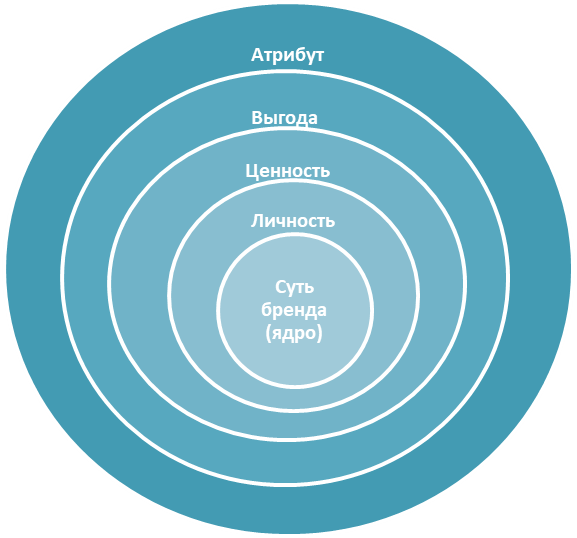 Атрибут
Выгода
Ценность
Личность
Суть
бренда
(ядро)